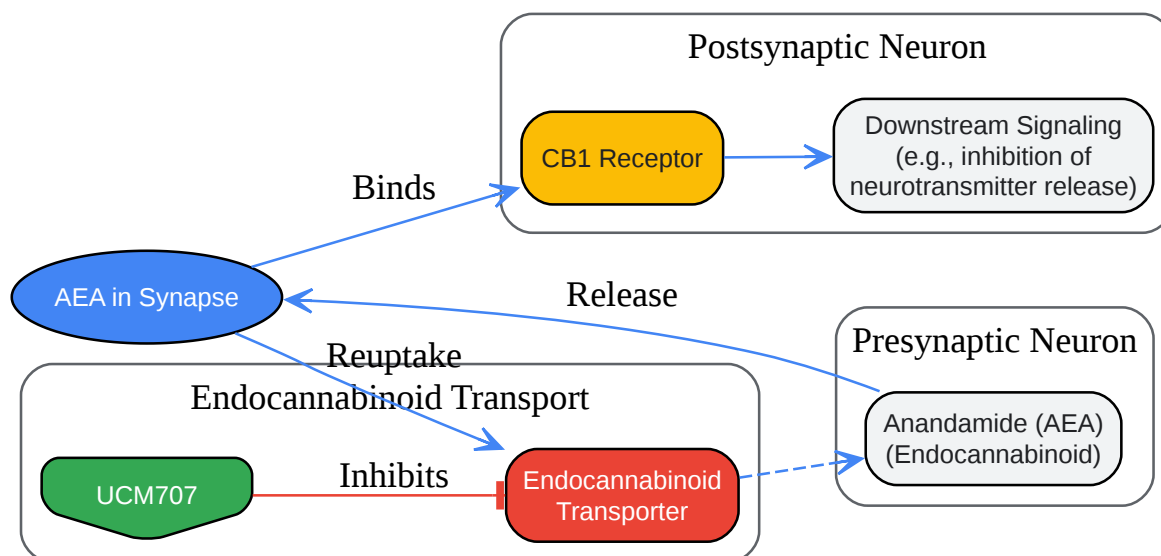 Postsynaptic Neuron
CB1 Receptor
Downstream Signaling
(e.g., inhibition of
neurotransmitter release)
Binds
AEA in Synapse
Release
Presynaptic Neuron
Anandamide (AEA)
(Endocannabinoid)
Reuptake
Endocannabinoid Transport
UCM707
Inhibits
Endocannabinoid
Transporter